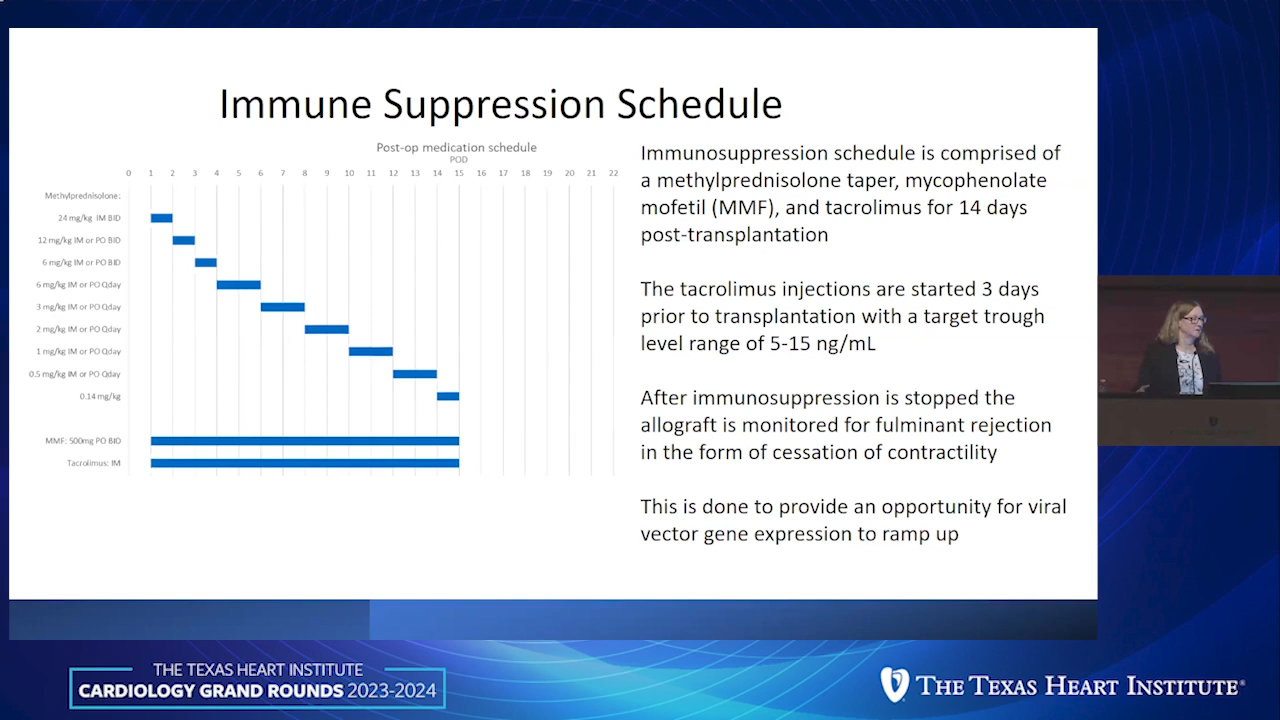 Immune Suppression Schedule
Post-op medication schedule
POD
0 1 2 3 4 5 6 7 8 9 10 11 12 13 14 15 16 17 18 19 20 21 22
Methylprednisolone:
24 mg/kg IM BID
12 mg/kg IM or PO BID
6 mg/kg IM or PO BID
6 mg/kg IM or PO Qday
3 mg/kg IM or PO Qday
2 mg/kg IM or PO Qday
1 mg/kg IM or PO Qday
0.5 mg/kg IM or PO Qday
0.14 mg/kg
MMF: 500mg PO BID
Tacrolimus: IM
Immunosuppression schedule is comprised of
a methylprednisolone taper, mycophenolate
mofetil (MMF), and tacrolimus for 14 days
post-transplantation
The tacrolimus injections are started 3 days
prior to transplantation with a target trough
level range of 5-15 ng/mL
After immunosuppression is stopped the
allograft is monitored for fulminant rejection
in the form of cessation of contractility
This is done to provide an opportunity for viral
vector gene expression to ramp up
THE TEXAS HEART INSTITUTE
CARDIOLOGY GRAND ROUNDS 2023-2024
THE TEXAS HEART INSTITUTE®